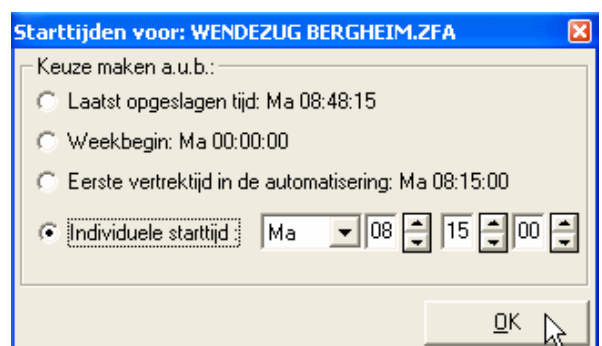 Starttijden voor: WENDEZUG BERGHEIM.ZFA
Keuze maken a.u.b.:
Laatst opgeslagen tijd: Ma 08:48:15
Weekbegin: Ma 00:00:00
Eerste vertrektijd in de automatisering: Ma 08:15:00
Individuele starttijd : Ma 08 15 00
OK